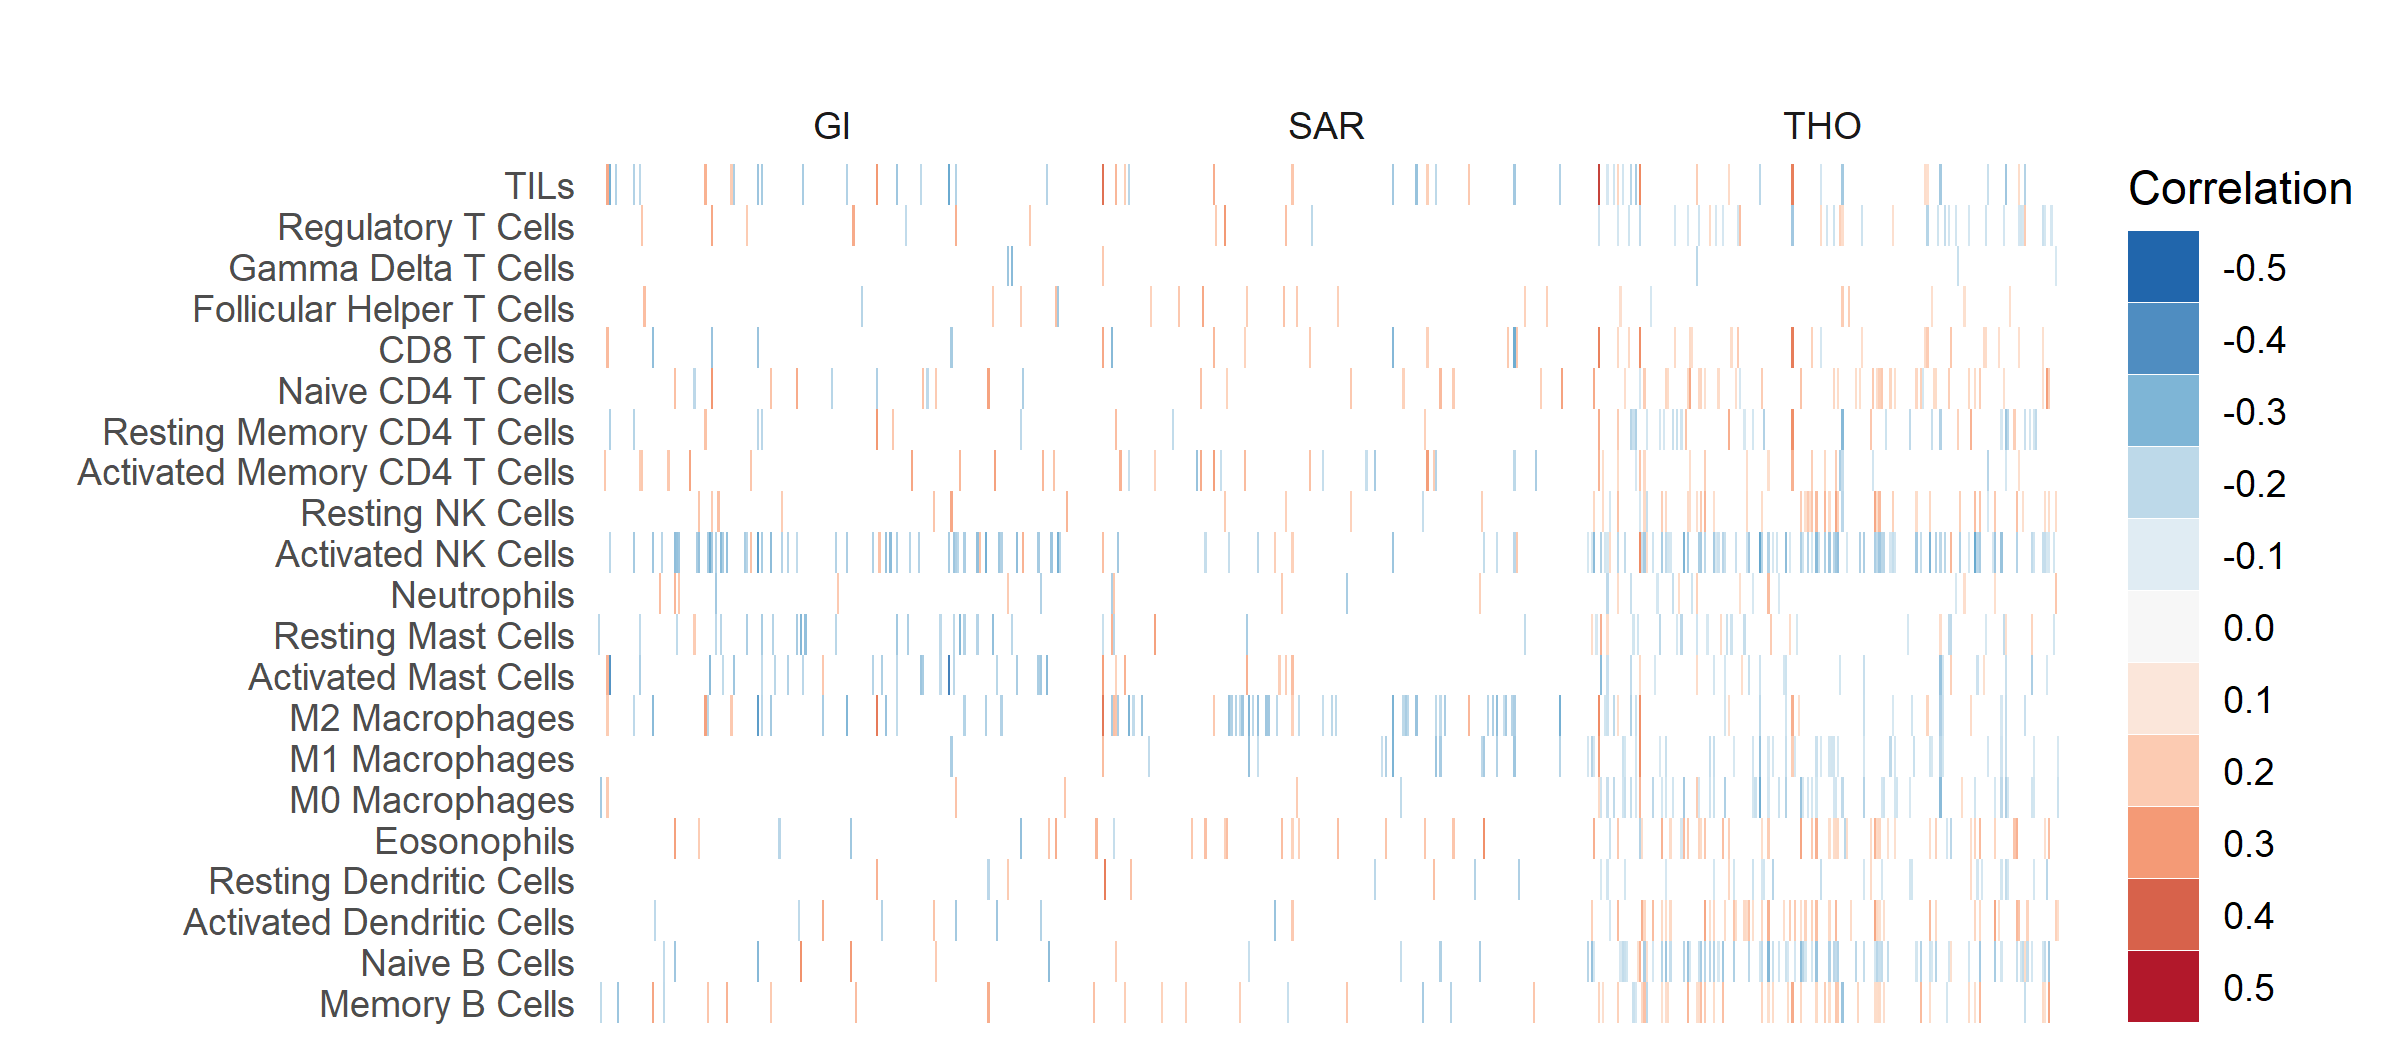 GI SAR THO
TILs
Regulatory T Cells
Gamma Delta T Cells
Follicular Helper T Cells
CD8 T Cells
Naive CD4 T Cells
Resting Memory CD4 T Cells
Activated Memory CD4 T Cells
Resting NK Cells
Activated NK Cells
Neutrophils
Resting Mast Cells
Activated Mast Cells
M2 Macrophages
M1 Macrophages
M0 Macrophages
Eosonophils
Resting Dendritic Cells
Activated Dendritic Cells
Naive B Cells
Memory B Cells
Correlation
-0.5
-0.4
-0.3
-0.2
-0.1
0.0
0.1
0.2
0.3
0.4
0.5